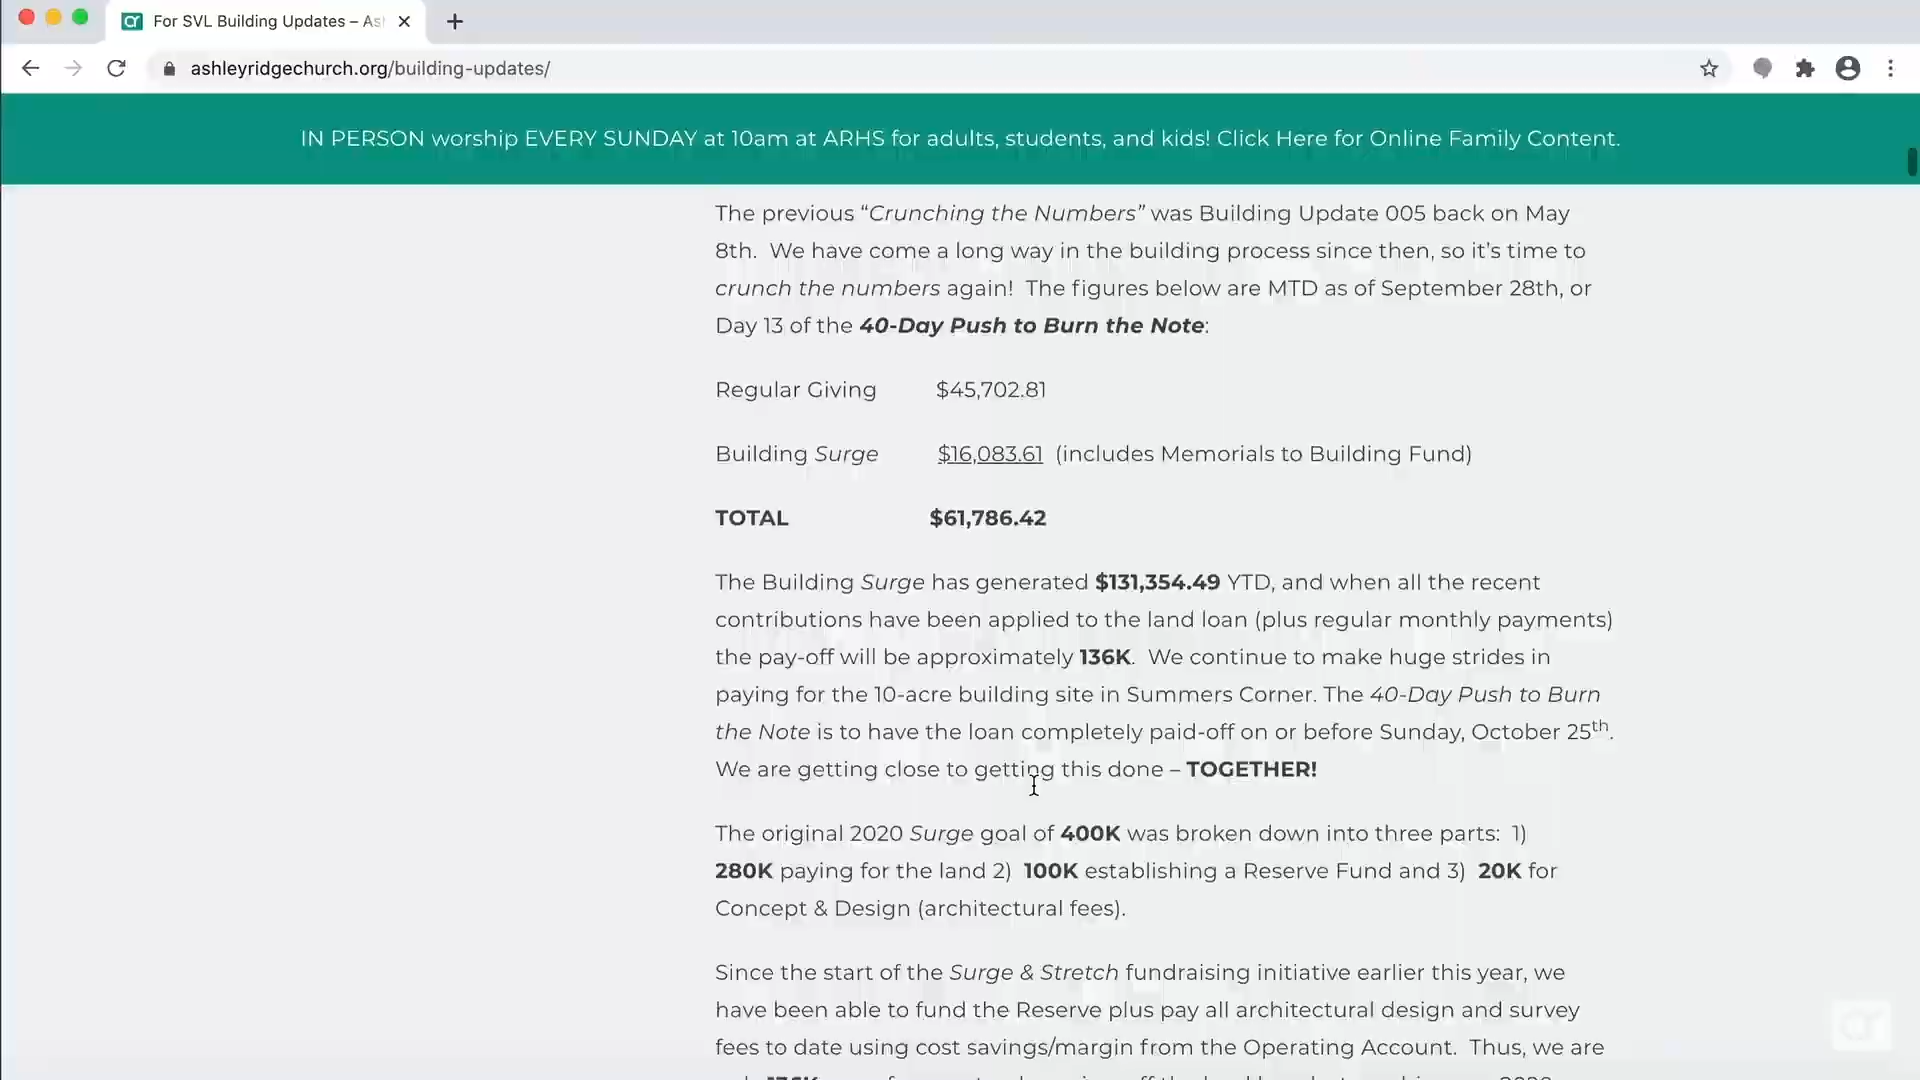 For SVL Building Updates – Ash
ashleyridgechurch.org/building-updates/
IN PERSON worship EVERY SUNDAY at 10am at ARHS for adults, students, and kids! Click Here for Online Family Content.
The previous “Crunching the Numbers” was Building Update 005 back on May
8th.  We have come a long way in the building process since then, so it’s time to
crunch the numbers again!  The figures below are MTD as of September 28th, or
Day 13 of the 40-Day Push to Burn the Note:
Regular Giving $45,702.81
Building Surge $16,083.61 (includes Memorials to Building Fund)
TOTAL $61,786.42
The Building Surge has generated $131,354.49 YTD, and when all the recent
contributions have been applied to the land loan (plus regular monthly payments)
the pay-off will be approximately 136K.  We continue to make huge strides in
paying for the 10-acre building site in Summers Corner. The 40-Day Push to Burn
the Note is to have the loan completely paid-off on or before Sunday, October 25th.
We are getting close to getting this done – TOGETHER!
The original 2020 Surge goal of 400K was broken down into three parts:  1)
280K paying for the land 2)  100K establishing a Reserve Fund and 3)  20K for
Concept & Design (architectural fees).
Since the start of the Surge & Stretch fundraising initiative earlier this year, we
have been able to fund the Reserve plus pay all architectural design and survey
fees to date using cost savings/margin from the Operating Account.  Thus, we are